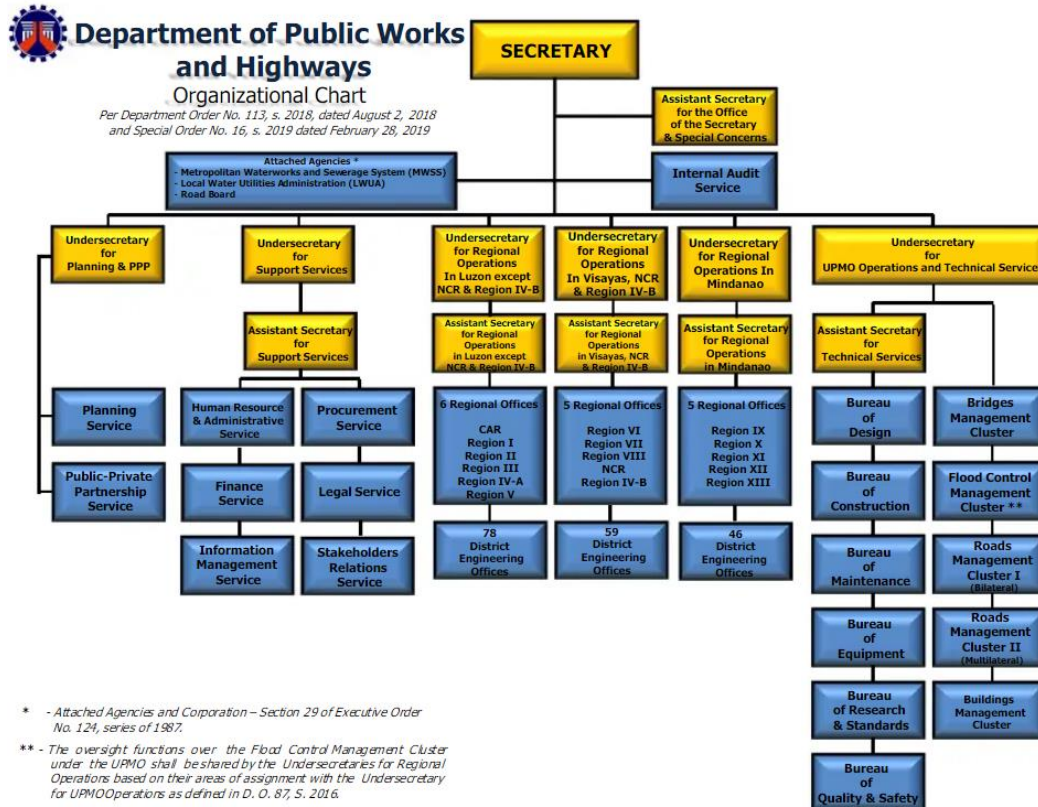 Department of Public Works
and Highways
Organizational Chart
Per Department Order No. 113, s. 2018, dated August 2, 2018
and Special Order No. 16, s. 2019 dated February 28, 2019
SECRETARY
Assistant Secretary
for the Office
of the Secretary
& Special Concerns
Attached Agencies *
- Metropolitan Waterworks and Sewerage System (MWSS)
- Local Water Utilities Administration (LWUA)
- Road Board
Internal Audit
Service
Undersecretary
for
Planning & PPP
Undersecretary
for
Support Services
Undersecretary
for Regional
Operations
In Luzon except
NCR & Region IV-B
Undersecretary
for Regional
Operations
In Visayas, NCR
& Region IV-B
Undersecretary
for Regional
Operations In
Mindanao
Undersecretary
for
UPMO Operations and Technical Service
Assistant Secretary
for
Support Services
Assistant Secretary
for Regional
Operations
in Luzon except
NCR & Region IV-B
Assistant Secretary
for Regional
Operations
in Visayas, NCR
& Region IV-B
Assistant Secretary
for Regional
Operations
in Mindanao
Assistant Secretary
for
Technical Services
Planning
Service
Public-Private
Partnership
Service
Human Resource
& Administrative
Service
Finance
Service
Information
Management
Service
Procurement
Service
Legal Service
Stakeholders
Relations
Service
6 Regional Offices
CAR
Region I
Region II
Region III
Region IV-A
Region V
78
District
Engineering
Offices
5 Regional Offices
Region VI
Region VII
Region VIII
NCR
Region IV-B
59
District
Engineering
Offices
5 Regional Offices
Region IX
Region X
Region XI
Region XII
Region XIII
46
District
Engineering
Offices
Bureau
of
Design
Bureau
of
Construction
Bureau
of
Maintenance
Bureau
of
Equipment
Bureau
of Research
& Standards
Bureau
of
Quality & Safety
Bridges
Management
Cluster
Flood Control
Management
Cluster **
Roads
Management
Cluster I
(Bilateral)
Roads
Management
Cluster II
(Multilateral)
Buildings
Management
Cluster
* - Attached Agencies and Corporation – Section 29 of Executive Order
No. 124, series of 1987.
** - The oversight functions over the Flood Control Management Cluster
under the UPMO shall be shared by the Undersecretaries for Regional
Operations based on their areas of assignment with the Undersecretary
for UPMO Operations as defined in D. O. 87, S. 2016.